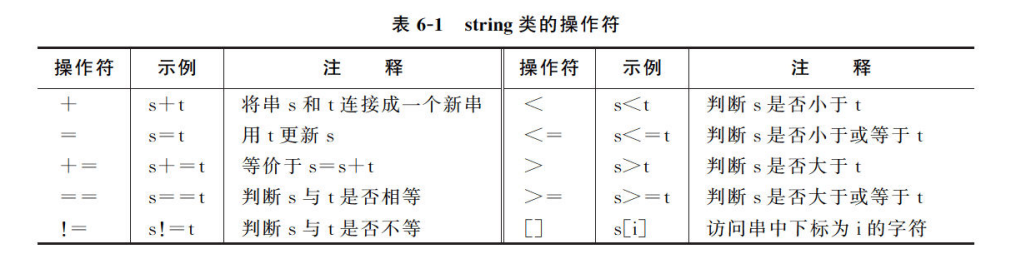 表 6-1 string 类的操作符
操作符 示例 注 释 操作符 示例 注 释
+ s+t 将串 s 和 t 连接成一个新串 < s<t 判断 s 是否小于 t
= s=t 用 t 更新 s <= s<=t 判断 s 是否小于或等于 t
+= s+=t 等价于 s=s+t > s>t 判断 s 是否大于 t
== s==t 判断 s 与 t 是否相等 >= s>=t 判断 s 是否大于或等于 t
!= s!=t 判断 s 与 t 是否不等 [] s[i] 访问串中下标为 i 的字符